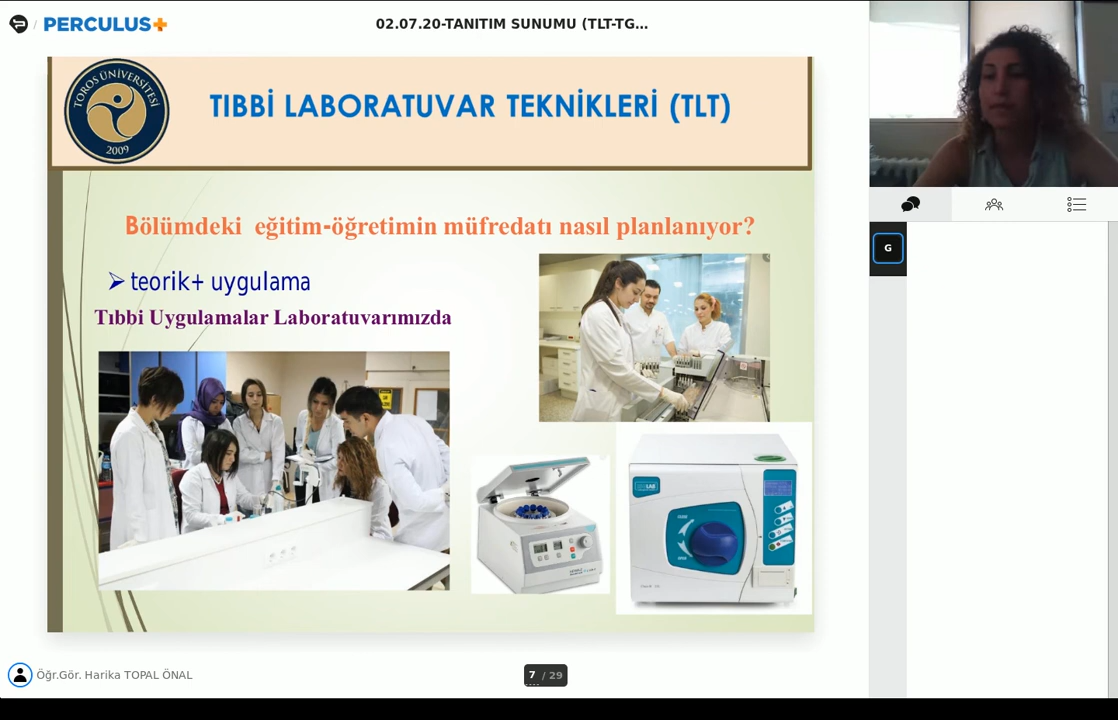 / PERCULUS+
02.07.20-TANITIM SUNUMU (TLT-TG...
TOROS ÜNİVERSİTESİ
2009
TIBBİ LABORATUVAR TEKNİKLERİ (TLT)
Bölümdeki eğitim-öğretimin müfredatı nasıl planlanıyor?
➢ teorik+ uygulama
Tıbbi Uygulamalar Laboratuvarımızda
G
Öğr.Gör. Harika TOPAL ÖNAL
7 / 29